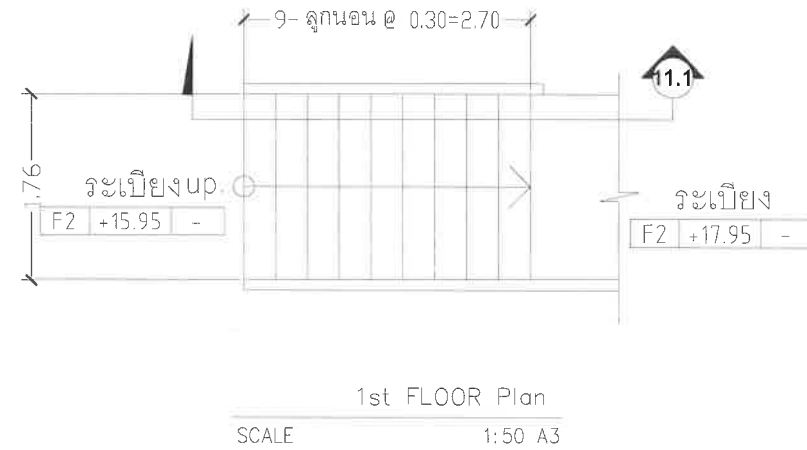 9- ลูกนอน @ 0.30=2.70
11.1
1.76
ระเบียง up
F2 +15.95 -
ระเบียง
F2 +17.95 -
1st FLOOR Plan
SCALE 1:50 A3